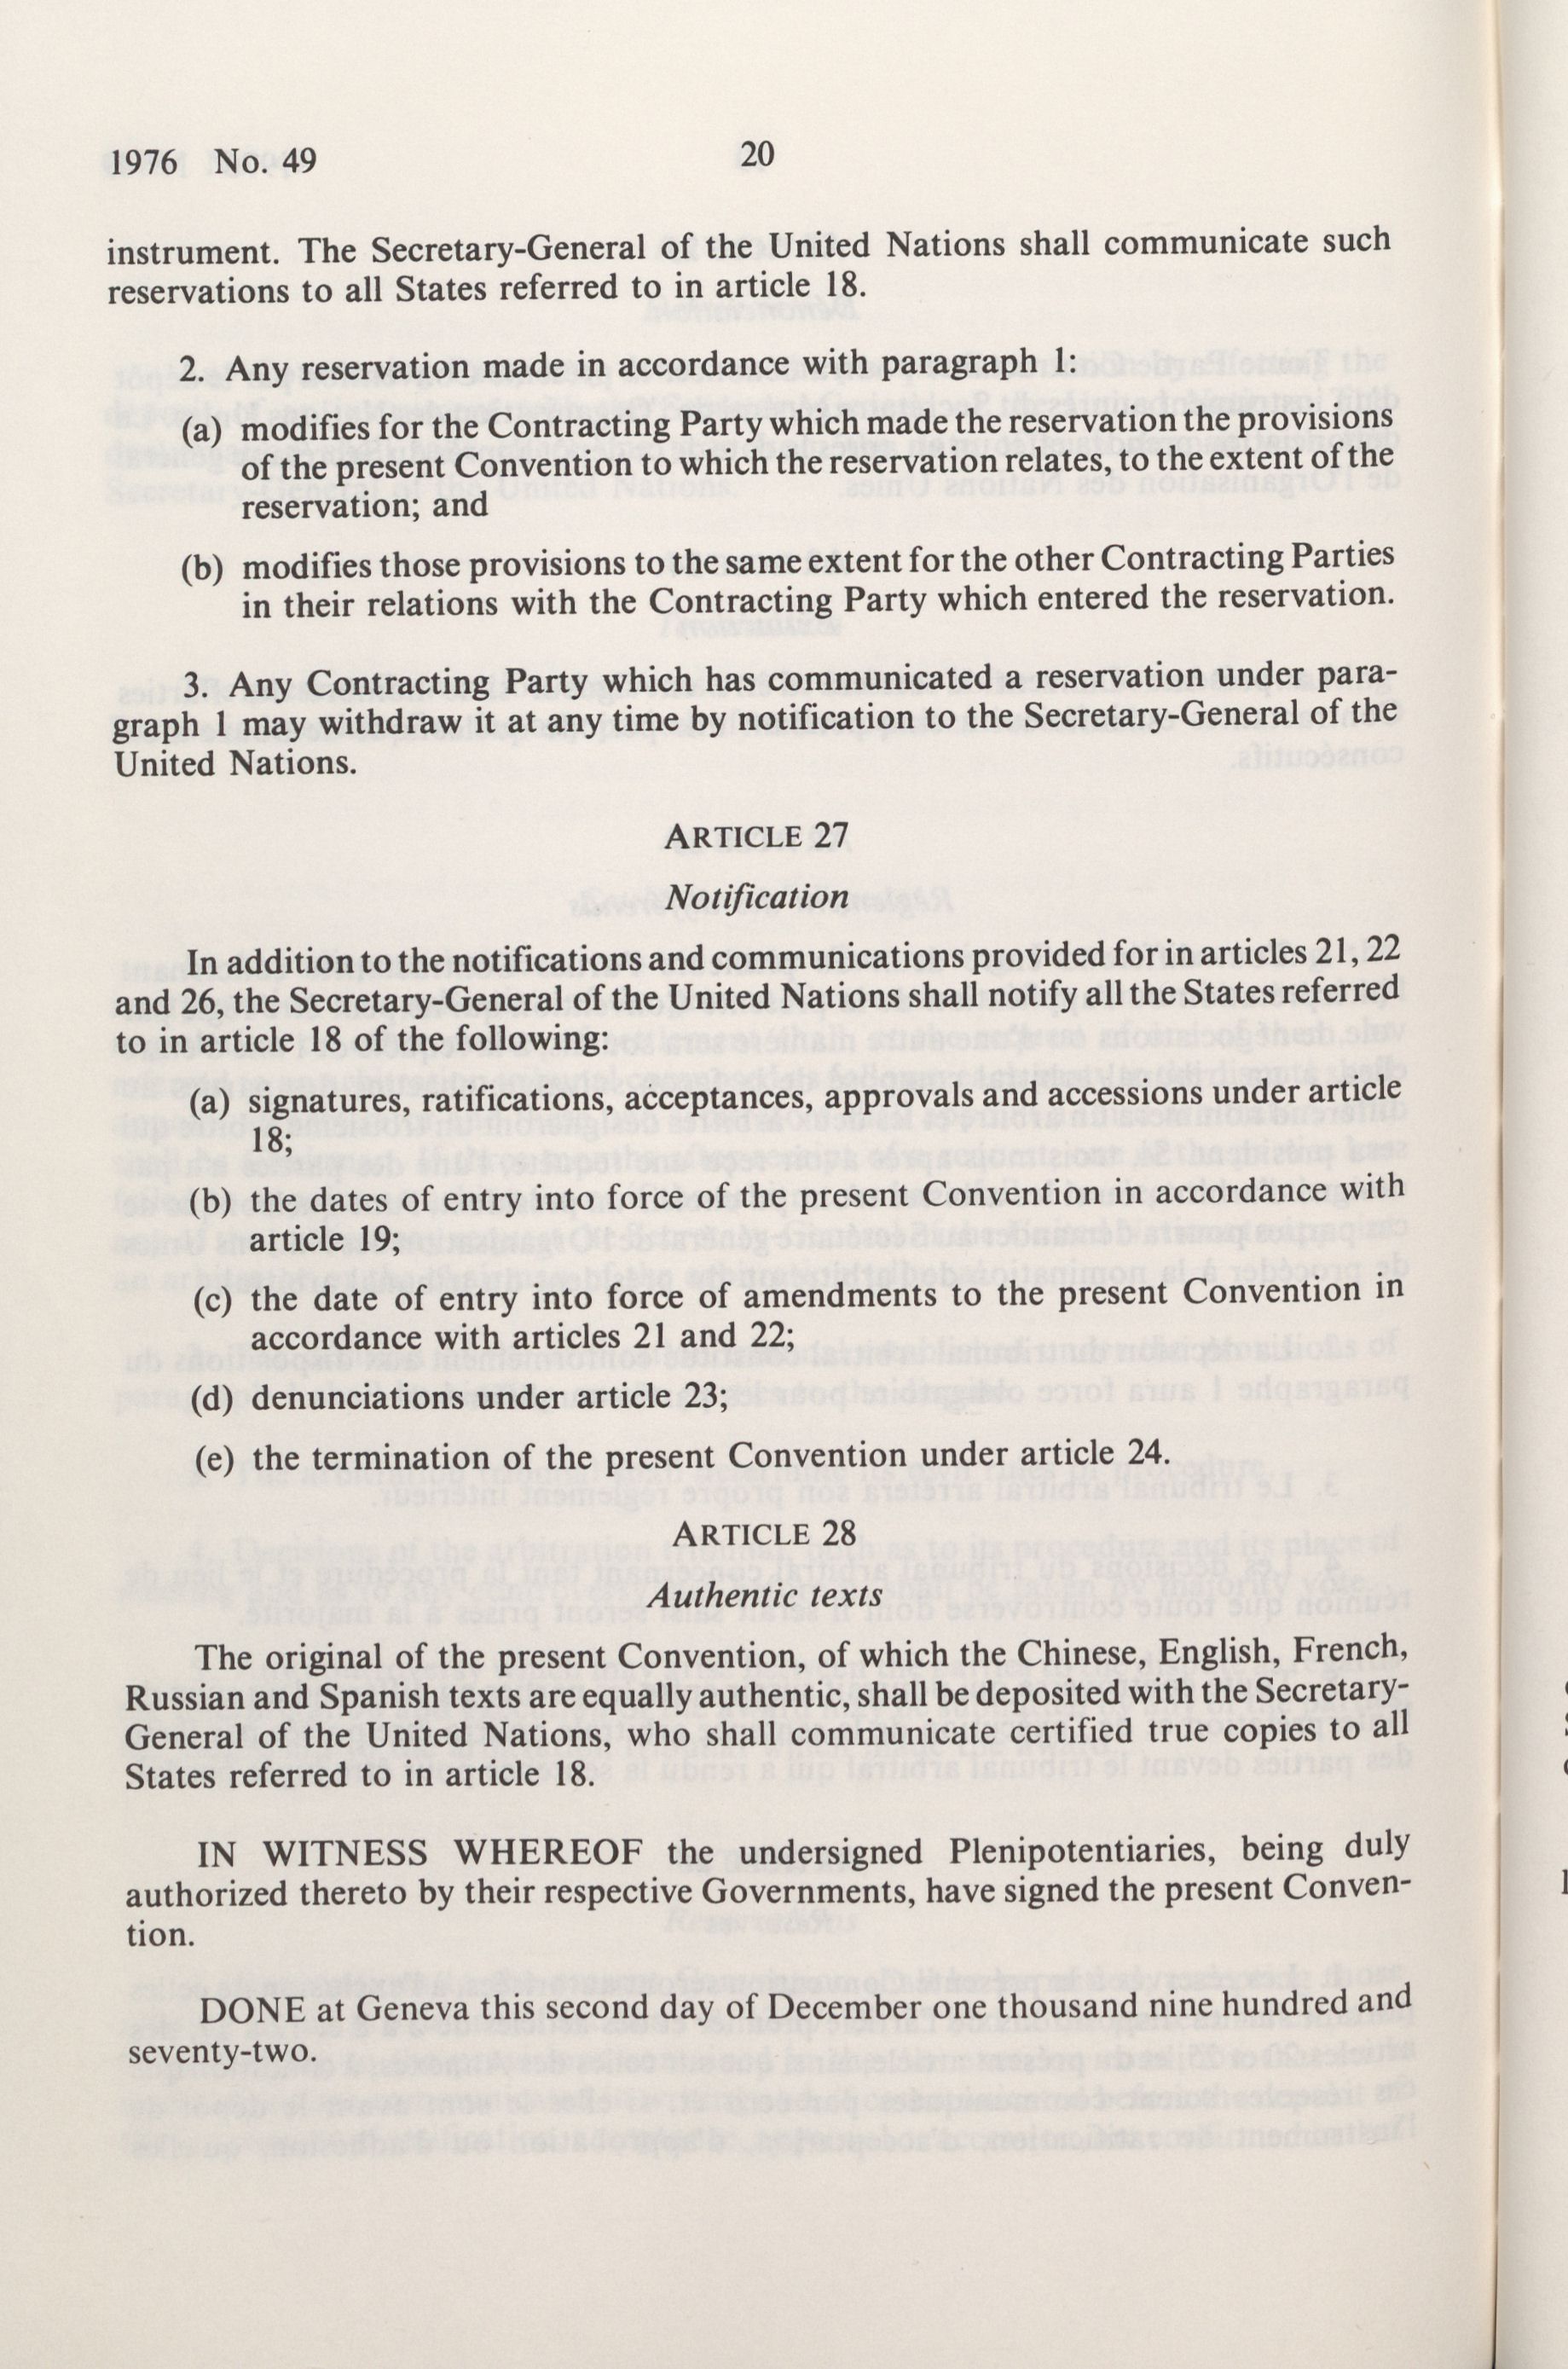 1976 No. 49
20
instrument. The Secretary-General of the United Nations shall communicate such
reservations to all States referred to in article 18.
2. Any reservation made in accordance with paragraph 1:
(a) modifies for the Contracting Party which made the reservation the provisions
of the present Convention to which the reservation relates, to the extent of the
reservation; and
(b) modifies those provisions to the same extent for the other Contracting Parties
in their relations with the Contracting Party which entered the reservation.
3. Any Contracting Party which has communicated a reservation under para-
graph 1 may withdraw it at any time by notification to the Secretary-General of the
United Nations.
ARTICLE 27
Notification
In addition to the notifications and communications provided for in articles 21, 22
and 26, the Secretary-General of the United Nations shall notify all the States referred
to in article 18 of the following:
(a) signatures, ratifications, acceptances, approvals and accessions under article
18;
(b) the dates of entry into force of the present Convention in accordance with
article 19;
(c) the date of entry into force of amendments to the present Convention in
accordance with articles 21 and 22;
(d) denunciations under article 23;
(e) the termination of the present Convention under article 24.
ARTICLE 28
Authentic texts
The original of the present Convention, of which the Chinese, English, French,
Russian and Spanish texts are equally authentic, shall be deposited with the Secretary-
General of the United Nations, who shall communicate certified true copies to all
States referred to in article 18.
IN WITNESS WHEREOF the undersigned Plenipotentiaries, being duly
authorized thereto by their respective Governments, have signed the present Conven-
tion.
DONE at Geneva this second day of December one thousand nine hundred and
seventy-two.